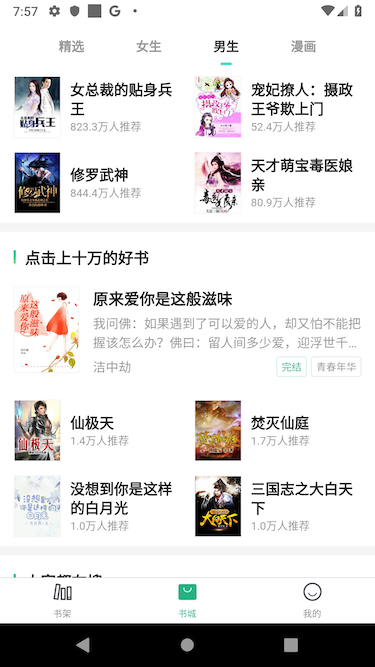 7:57
精选 女生 男生 漫画
女总裁的贴身兵
王
823.3万人推荐
宠妃撩人：摄政
王爷欺上门
52.4万人推荐
修罗武神
844.4万人推荐
天才萌宝毒医娘
亲
80.9万人推荐
点击上十万的好书
原来爱你是这般滋味
我问佛：如果遇到了可以爱的人，却又怕不能把
握该怎么办？佛曰：留人间多少爱，迎浮世千...
洁中劫
完结 青春年华
仙极天
1.4万人推荐
焚灭仙庭
1.7万人推荐
没想到你是这样
的白月光
1.0万人推荐
三国志之大白天
下
1.0万人推荐
书架 书城 我的